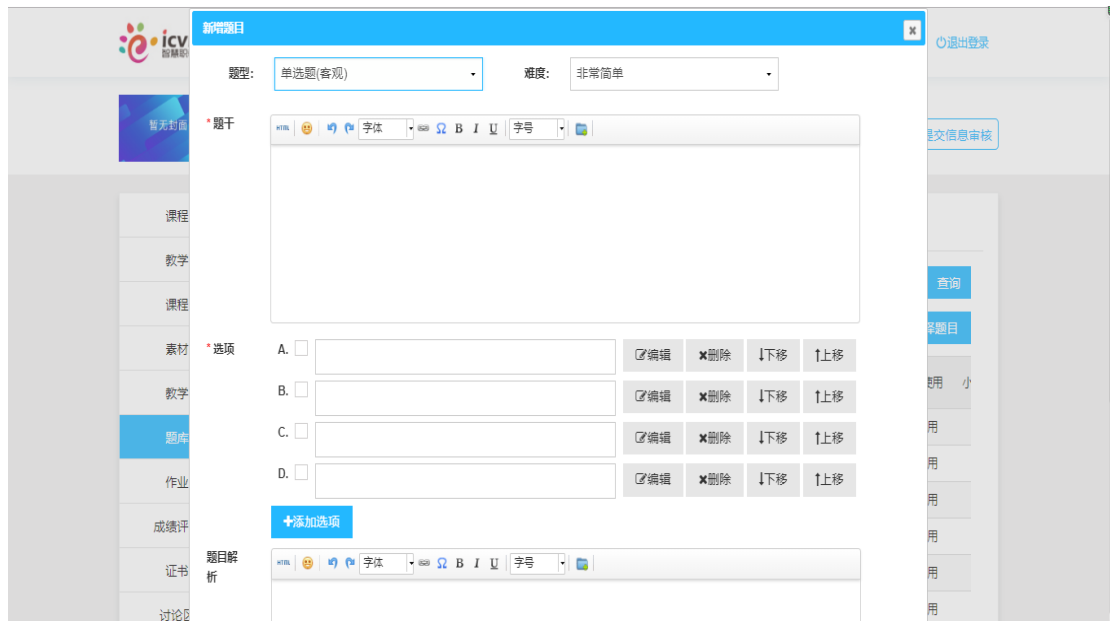 icv
智慧职
新增题目
退出登录
题型: 单选题(客观) 难度: 非常简单
暂无封面
*题干 HTML 字体 Ω B I U 字号
提交信息审核
课程
教学
查询
课程
择题目
素材 *选项 A. 编辑 ×删除 下移 上移
使用 小
教学 B. 编辑 ×删除 下移 上移
用
题库 C. 编辑 ×删除 下移 上移
用
作业 D. 编辑 ×删除 下移 上移
用
成绩评 +添加选项
用
题目解析 HTML 字体 Ω B I U 字号
证书
用
讨论区
用